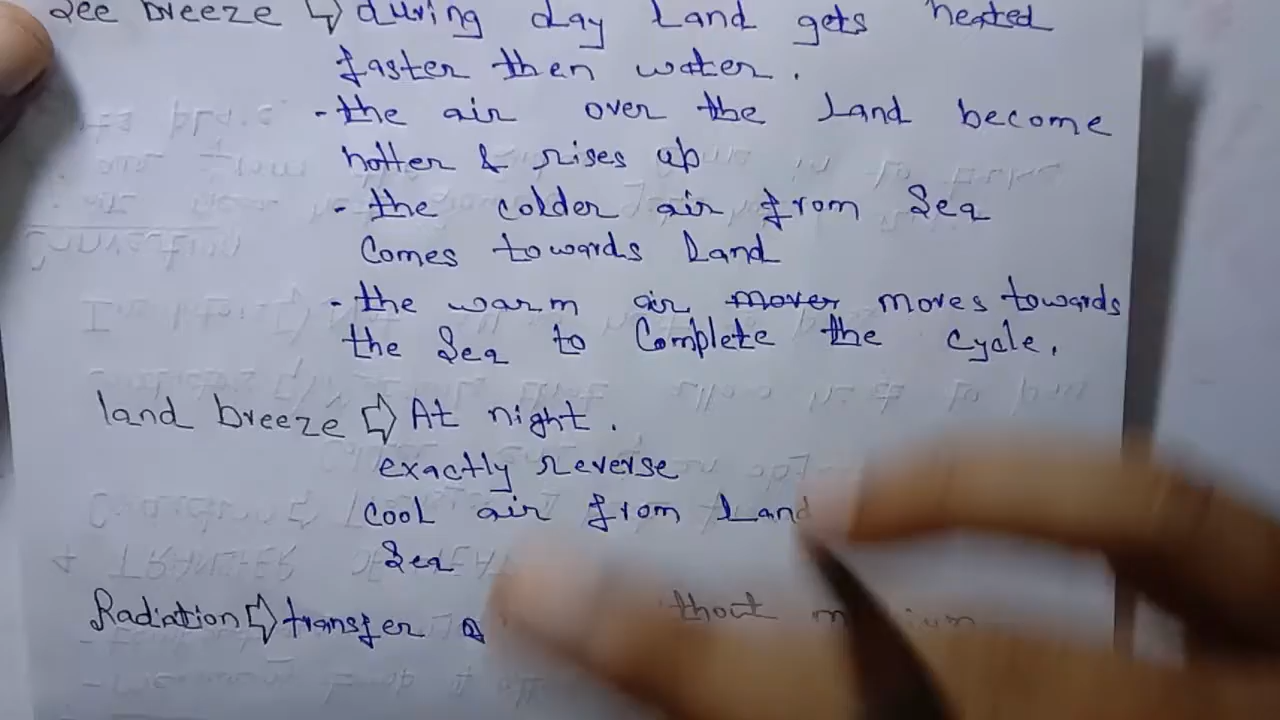 See breeze ⇨ during day Land gets heated
faster then water.
- the air over the Land become
hotter & rises up
- the colder air from Sea
Comes towards Land
- the warm air mover moves towards
the Sea to Complete the cycle.
land breeze ⇨ At night.
exactly reverse
Cool air from Land
Sea
Radiation ⇨ transfer